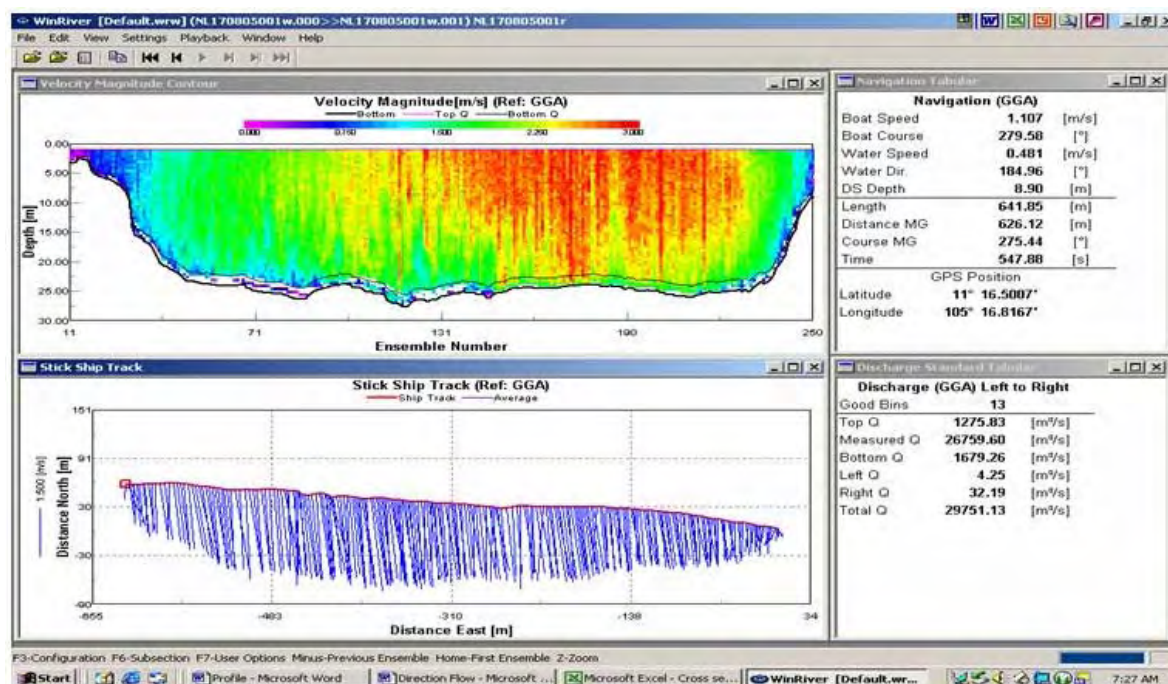 WinRiver [Default.wrw] (NL170805001w.000>>NL170805001w.001) NL170805001r
File Edit View Settings Playback Window Help
Velocity Magnitude Contour
Velocity Magnitude[m/s] (Ref: GGA)
Bottom Top Q Bottom Q
0.000 0.750 1.500 2.250 3.000
0.00
5.00
10.00
15.00
20.00
25.00
30.00
Depth [m]
11 71 131 190 250
Ensemble Number
Navigation Tabular
Navigation (GGA)
Boat Speed 1.107 [m/s]
Boat Course 279.58 [°]
Water Speed 0.481 [m/s]
Water Dir. 184.96 [°]
DS Depth 8.90 [m]
Length 641.85 [m]
Distance MG 626.12 [m]
Course MG 275.44 [°]
Time 547.88 [s]
GPS Position
Latitude 11° 16.5007'
Longitude 105° 16.8167'
Stick Ship Track
Stick Ship Track (Ref: GGA)
Ship Track Average
151
91
30
-30
-90
1.500 [m/s]
Distance North [m]
-655 -483 -310 -138 34
Distance East [m]
Discharge Standard Tabular
Discharge (GGA) Left to Right
Good Bins 13
Top Q 1275.83 [m³/s]
Measured Q 26759.60 [m³/s]
Bottom Q 1679.26 [m³/s]
Left Q 4.25 [m³/s]
Right Q 32.19 [m³/s]
Total Q 29751.13 [m³/s]
F3-Configuration F6-Subsection F7-User Options Minus-Previous Ensemble Home-First Ensemble Z-Zoom
Start Profile - Microsoft Word Direction Flow - Microsoft ... Microsoft Excel - Cross se... WinRiver [Default.wr... 7:27 AM